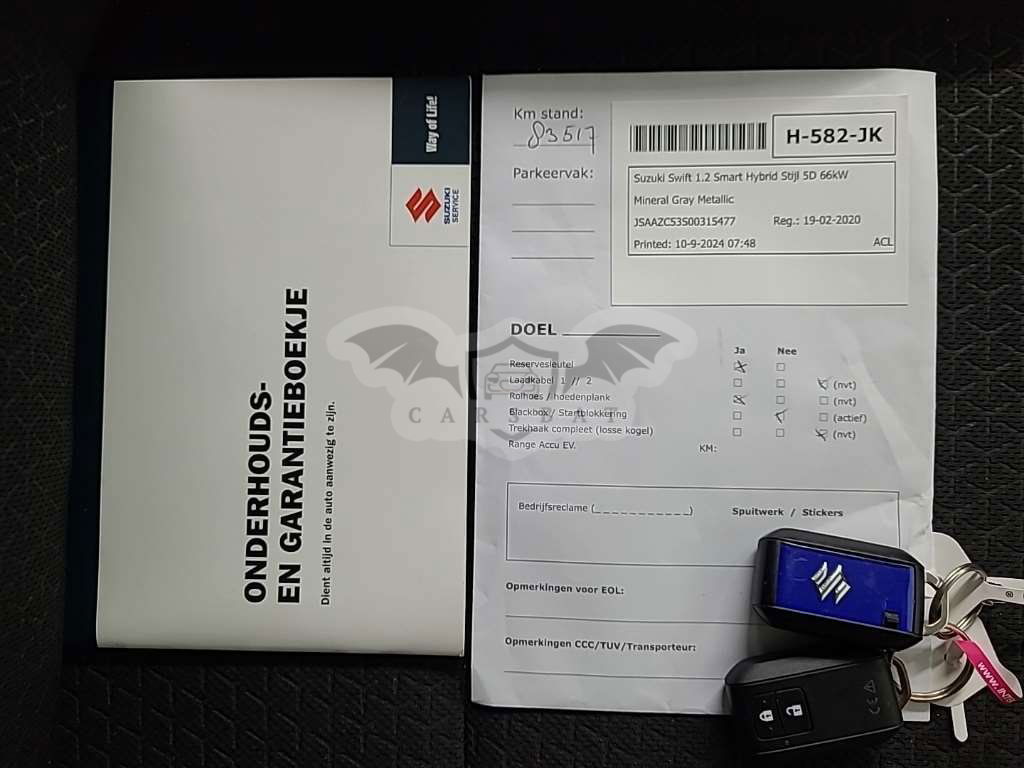 Way of Life!
SUZUKI
SERVICE
ONDERHOUDS-
EN GARANTIEBOEKJE
Dient altijd in de auto aanwezig te zijn.
Km stand:
83517
Parkeervak:
H-582-JK
Suzuki Swift 1.2 Smart Hybrid Stijl 5D 66kW
Mineral Gray Metallic
JSAAZC53S00315477 Reg.: 19-02-2020
Printed: 10-9-2024 07:48 ACL
DOEL
Ja Nee
Reservesleutel
Laadkabel 1 // 2 (nvt)
Rolhoes / hoedenplank (nvt)
Blackbox / Startblokkering (actief)
Trekhaak compleet (losse kogel) (nvt)
Range Accu EV. KM:
CARSBAT
Bedrijfsreclame (___________) Spuitwerk / Stickers
Opmerkingen voor EOL:
Opmerkingen CCC/TUV/Transporteur:
CE